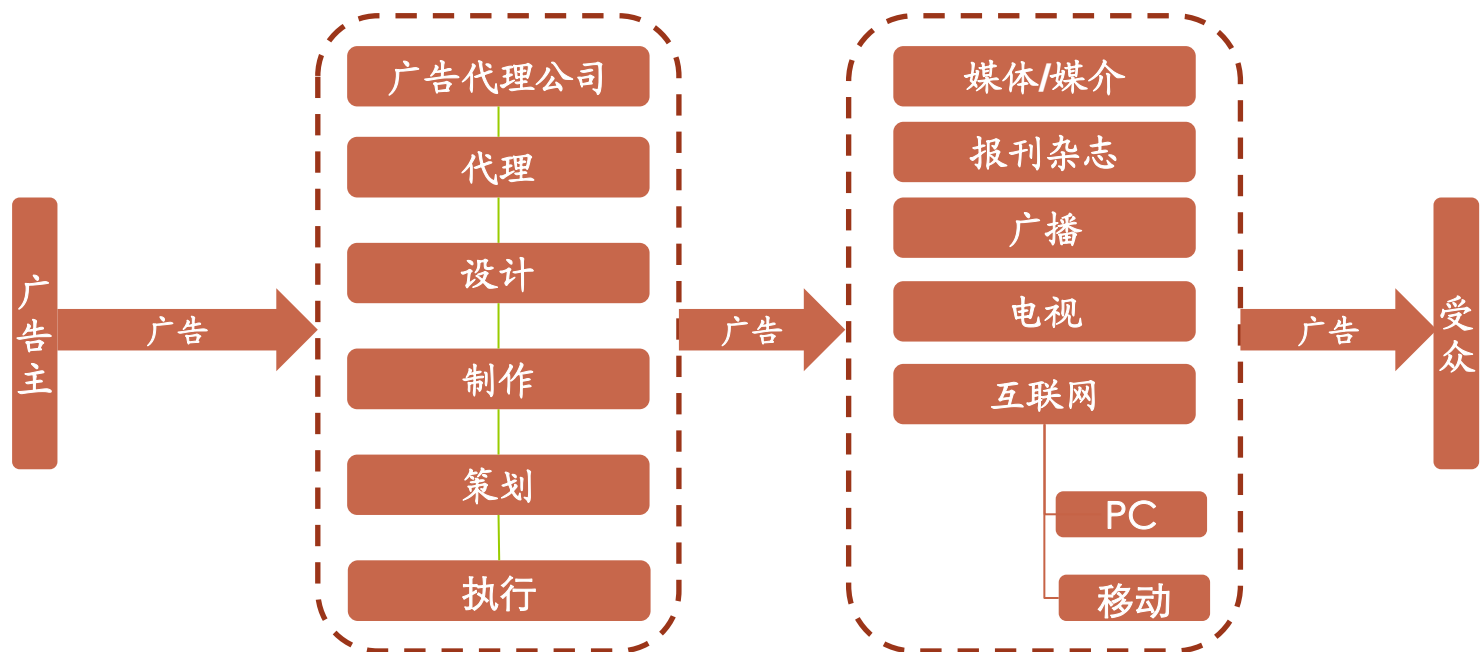 广告主
广告
广告代理公司
代理
设计
制作
策划
执行
广告
媒体/媒介
报刊杂志
广播
电视
互联网
PC
移动
广告
受众